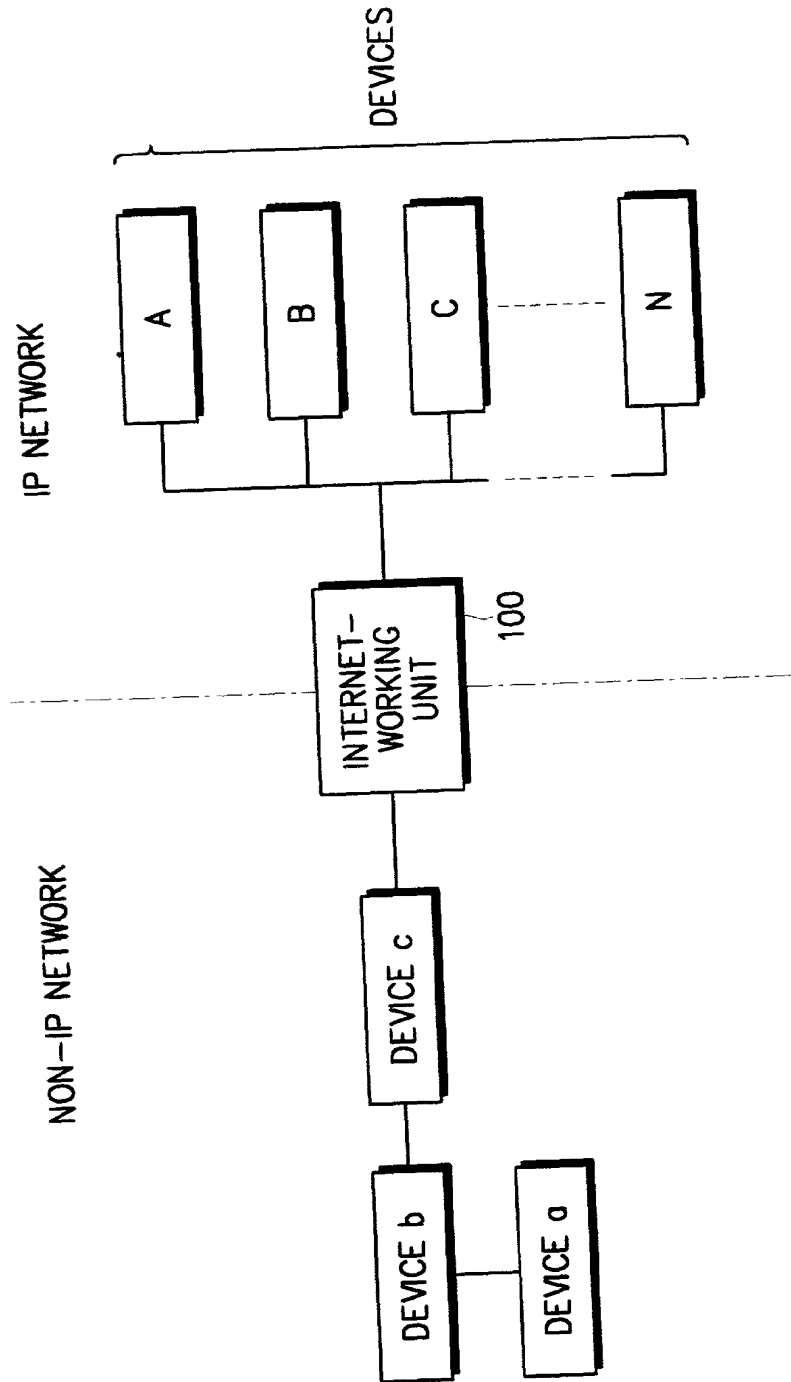 NON-IP NETWORK
IP NETWORK
DEVICE b
DEVICE a
DEVICE c
INTERNET-
WORKING
UNIT
100
A
B
C
N
DEVICES